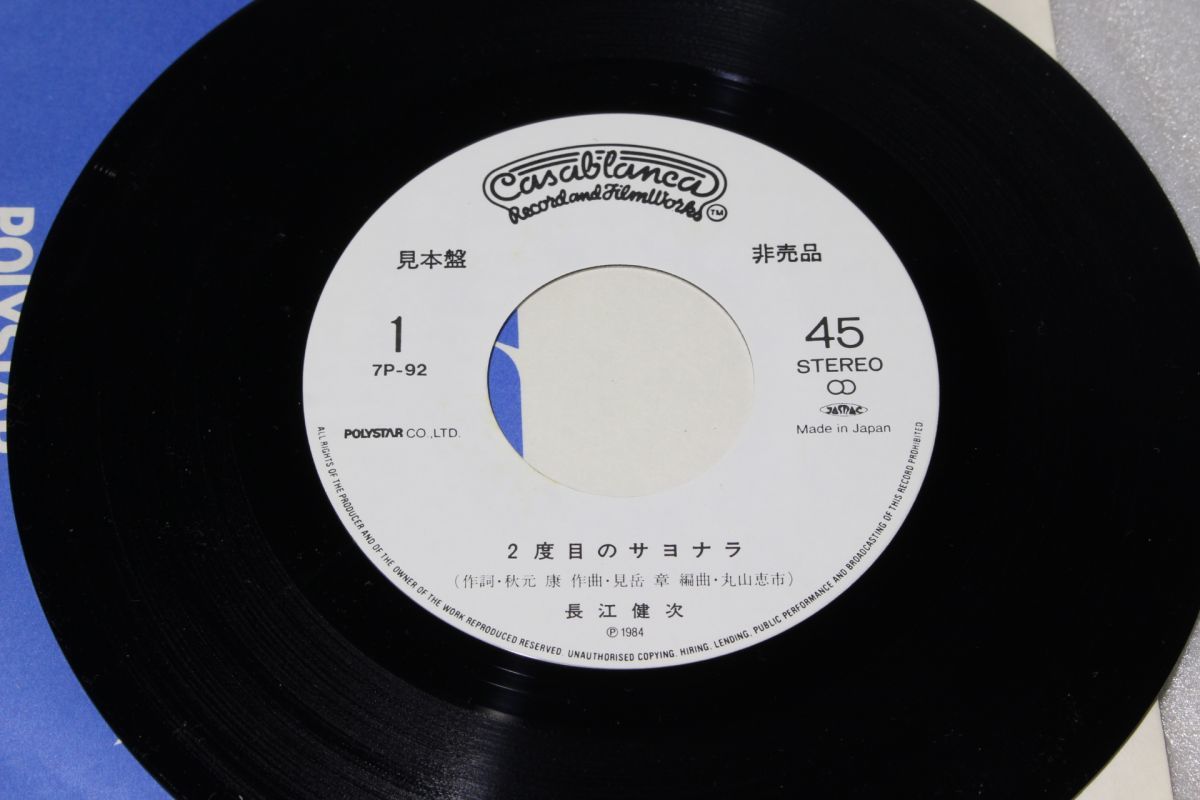 Casablanca
Record and FilmWorks TM
見本盤
非売品
1
7P-92
45
STEREO
JASRAC
Made in Japan
POLYSTAR CO.,LTD.
2度目のサヨナラ
(作詞・秋元 康 作曲・見岳 章 編曲・丸山恵市)
長江健次
Ⓟ1984
ALL RIGHTS OF THE PRODUCER AND OF THE OWNER OF THE WORK REPRODUCED RESERVED. UNAUTHORISED COPYING, HIRING, LENDING, PUBLIC PERFORMANCE AND BROADCASTING OF THIS RECORD PROHIBITED
POLYSTAR